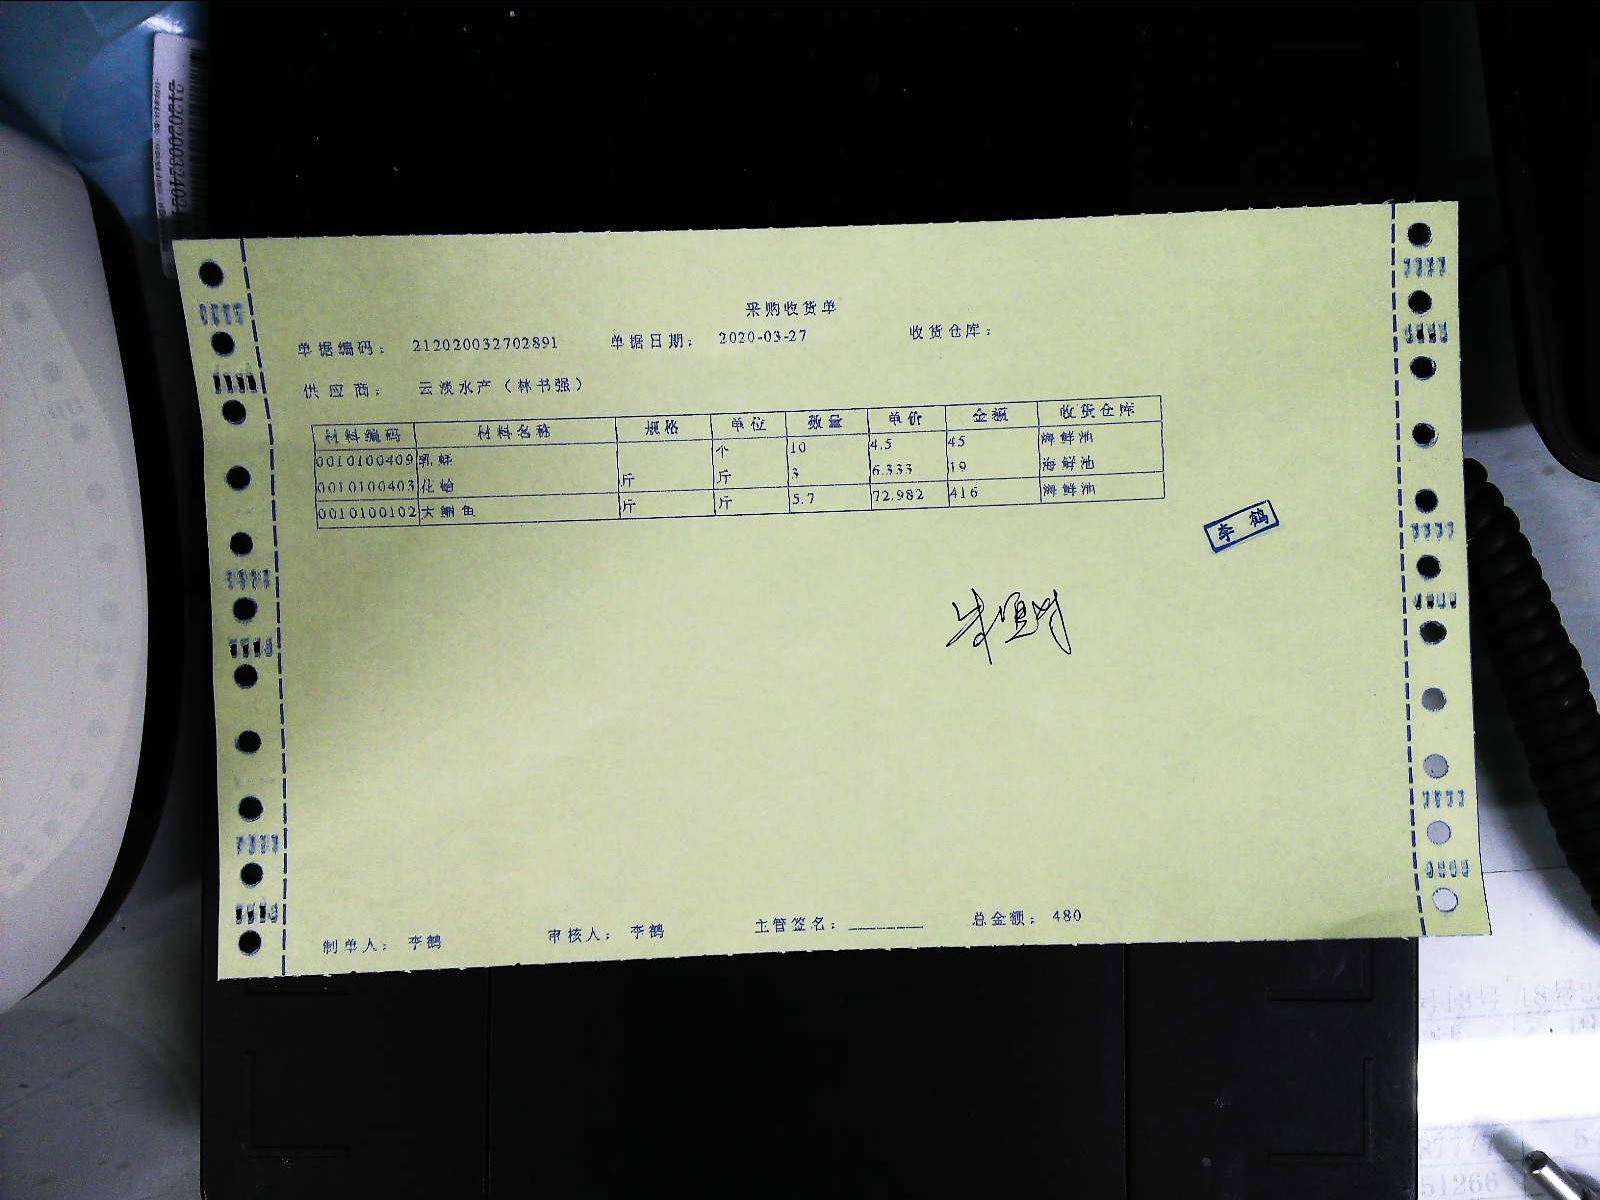 采购收货单
单据编码： 212020032702891 单据日期： 2020-03-27 收货仓库：
供应商： 云淡水产（林书强）
材料编码 材料名称 规格 单位 数量 单价 金额 收货仓库
0010100409 乳蚌 个 10 4.5 45 海鲜池
0010100403 花蛤 斤 斤 3 6.333 19 海鲜池
0010100102 大鲷鱼 斤 斤 5.7 72.982 416 海鲜池
李鹤
制单人： 李鹤 审核人： 李鹤 主管签名： ______ 总金额： 480
51266